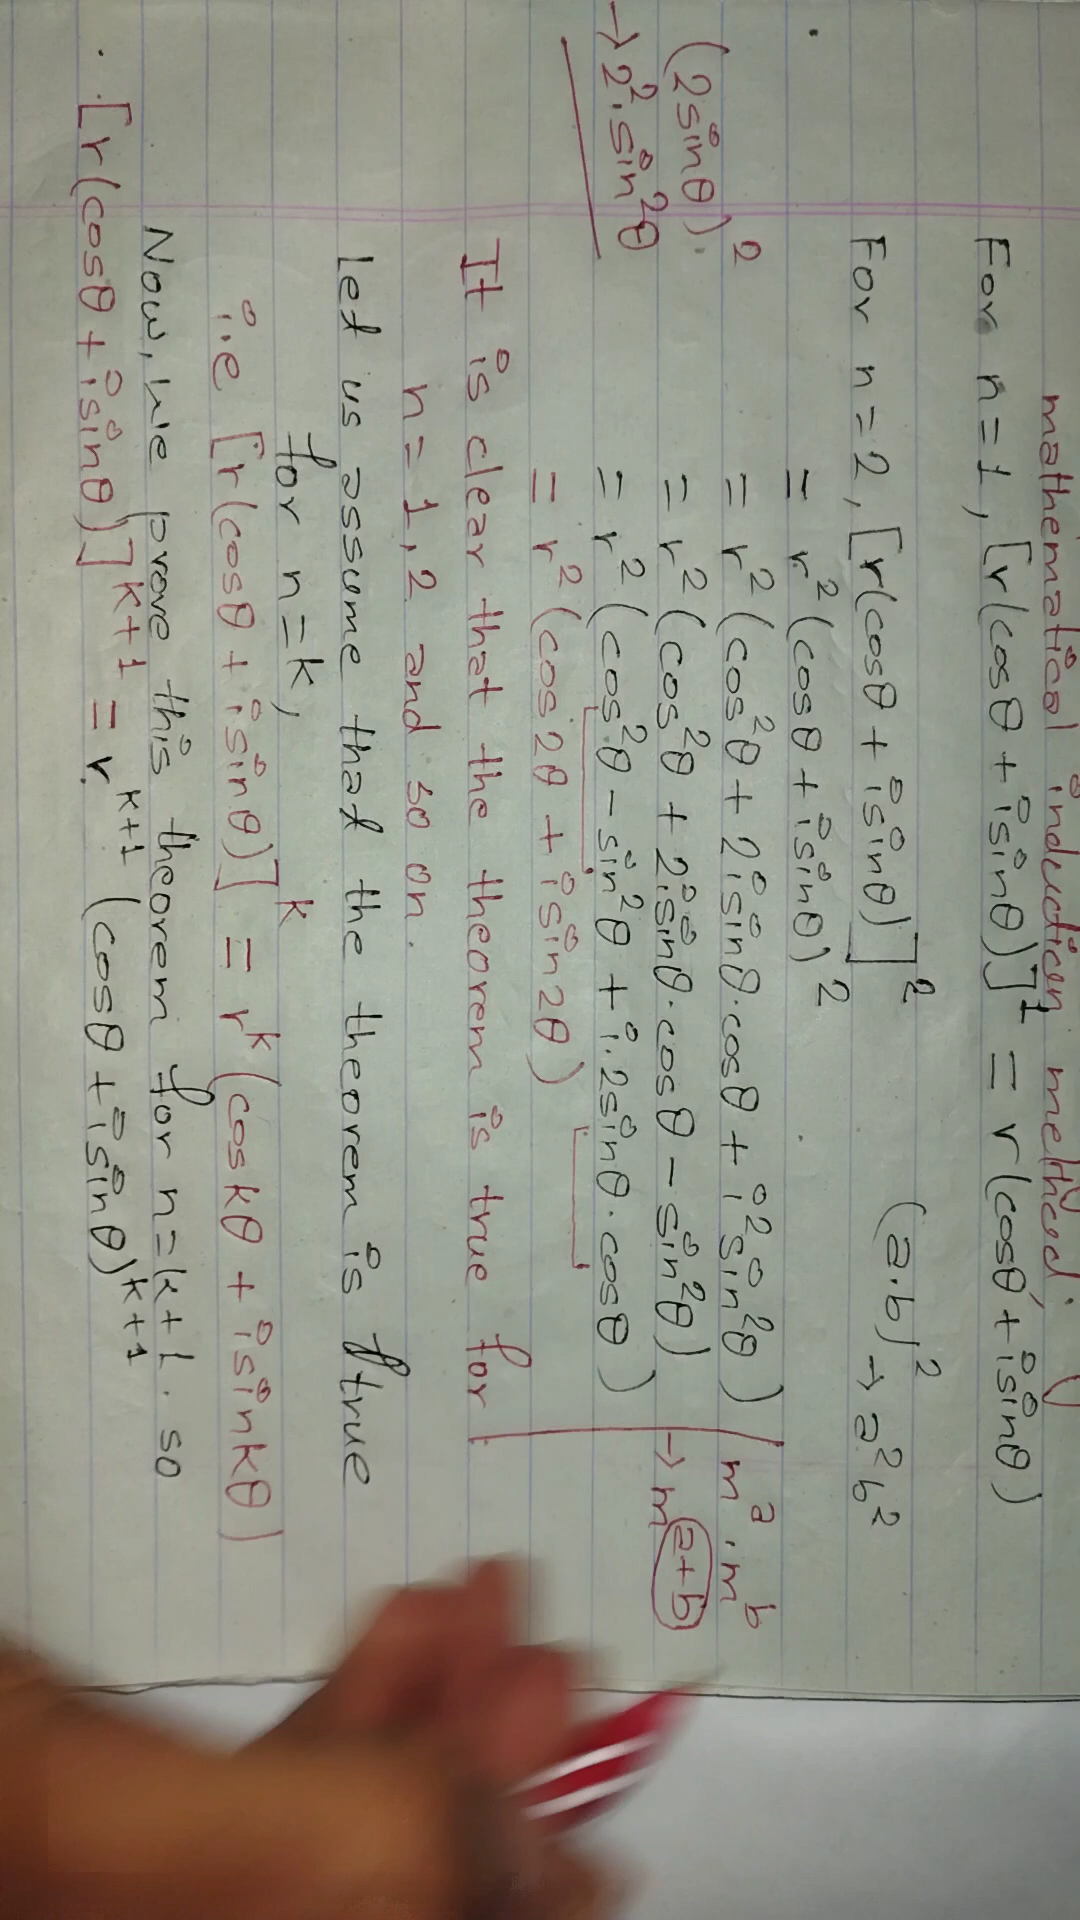 mathematical induction method;
For n=1, [r(cosθ + isinθ)]¹ = r(cosθ + isinθ)
(a.b)² → a²b²
For n=2, [r(cosθ + isinθ)]²
= r²(cosθ + isinθ)²
= r²(cos²θ + 2isinθ.cosθ + i²sin²θ)
= r²(cos²θ + 2isinθ.cosθ - sin²θ)
= r²(cos²θ - sin²θ + i.2sinθ.cosθ)
= r²(cos2θ + isin2θ)
(2sinθ)²
→ 2².sin²θ
mᵃ.mᵇ
→ mᵃ⁺ᵇ
It is clear that the theorem is true for
n = 1,2 and so on.
let us assume that the theorem is true
for n=k,
i.e [r(cosθ + isinθ)]ᵏ = rᵏ(coskθ + isinkθ)
Now, we prove this theorem for n=k+1. so
[r(cosθ + isinθ)]ᵏ⁺¹ = rᵏ⁺¹(cosθ + isinθ)ᵏ⁺¹